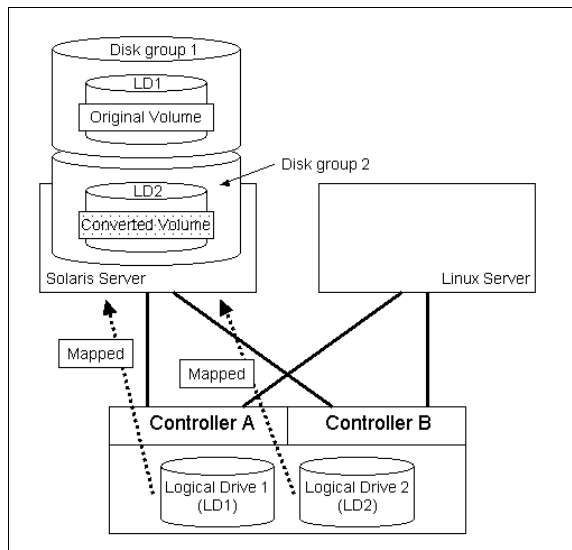 Disk group 1
LD1
Original Volume
Disk group 2
LD2
Converted Volume
Solaris Server
Linux Server
Mapped
Mapped
Controller A
Controller B
Logical Drive 1
(LD1)
Logical Drive 2
(LD2)